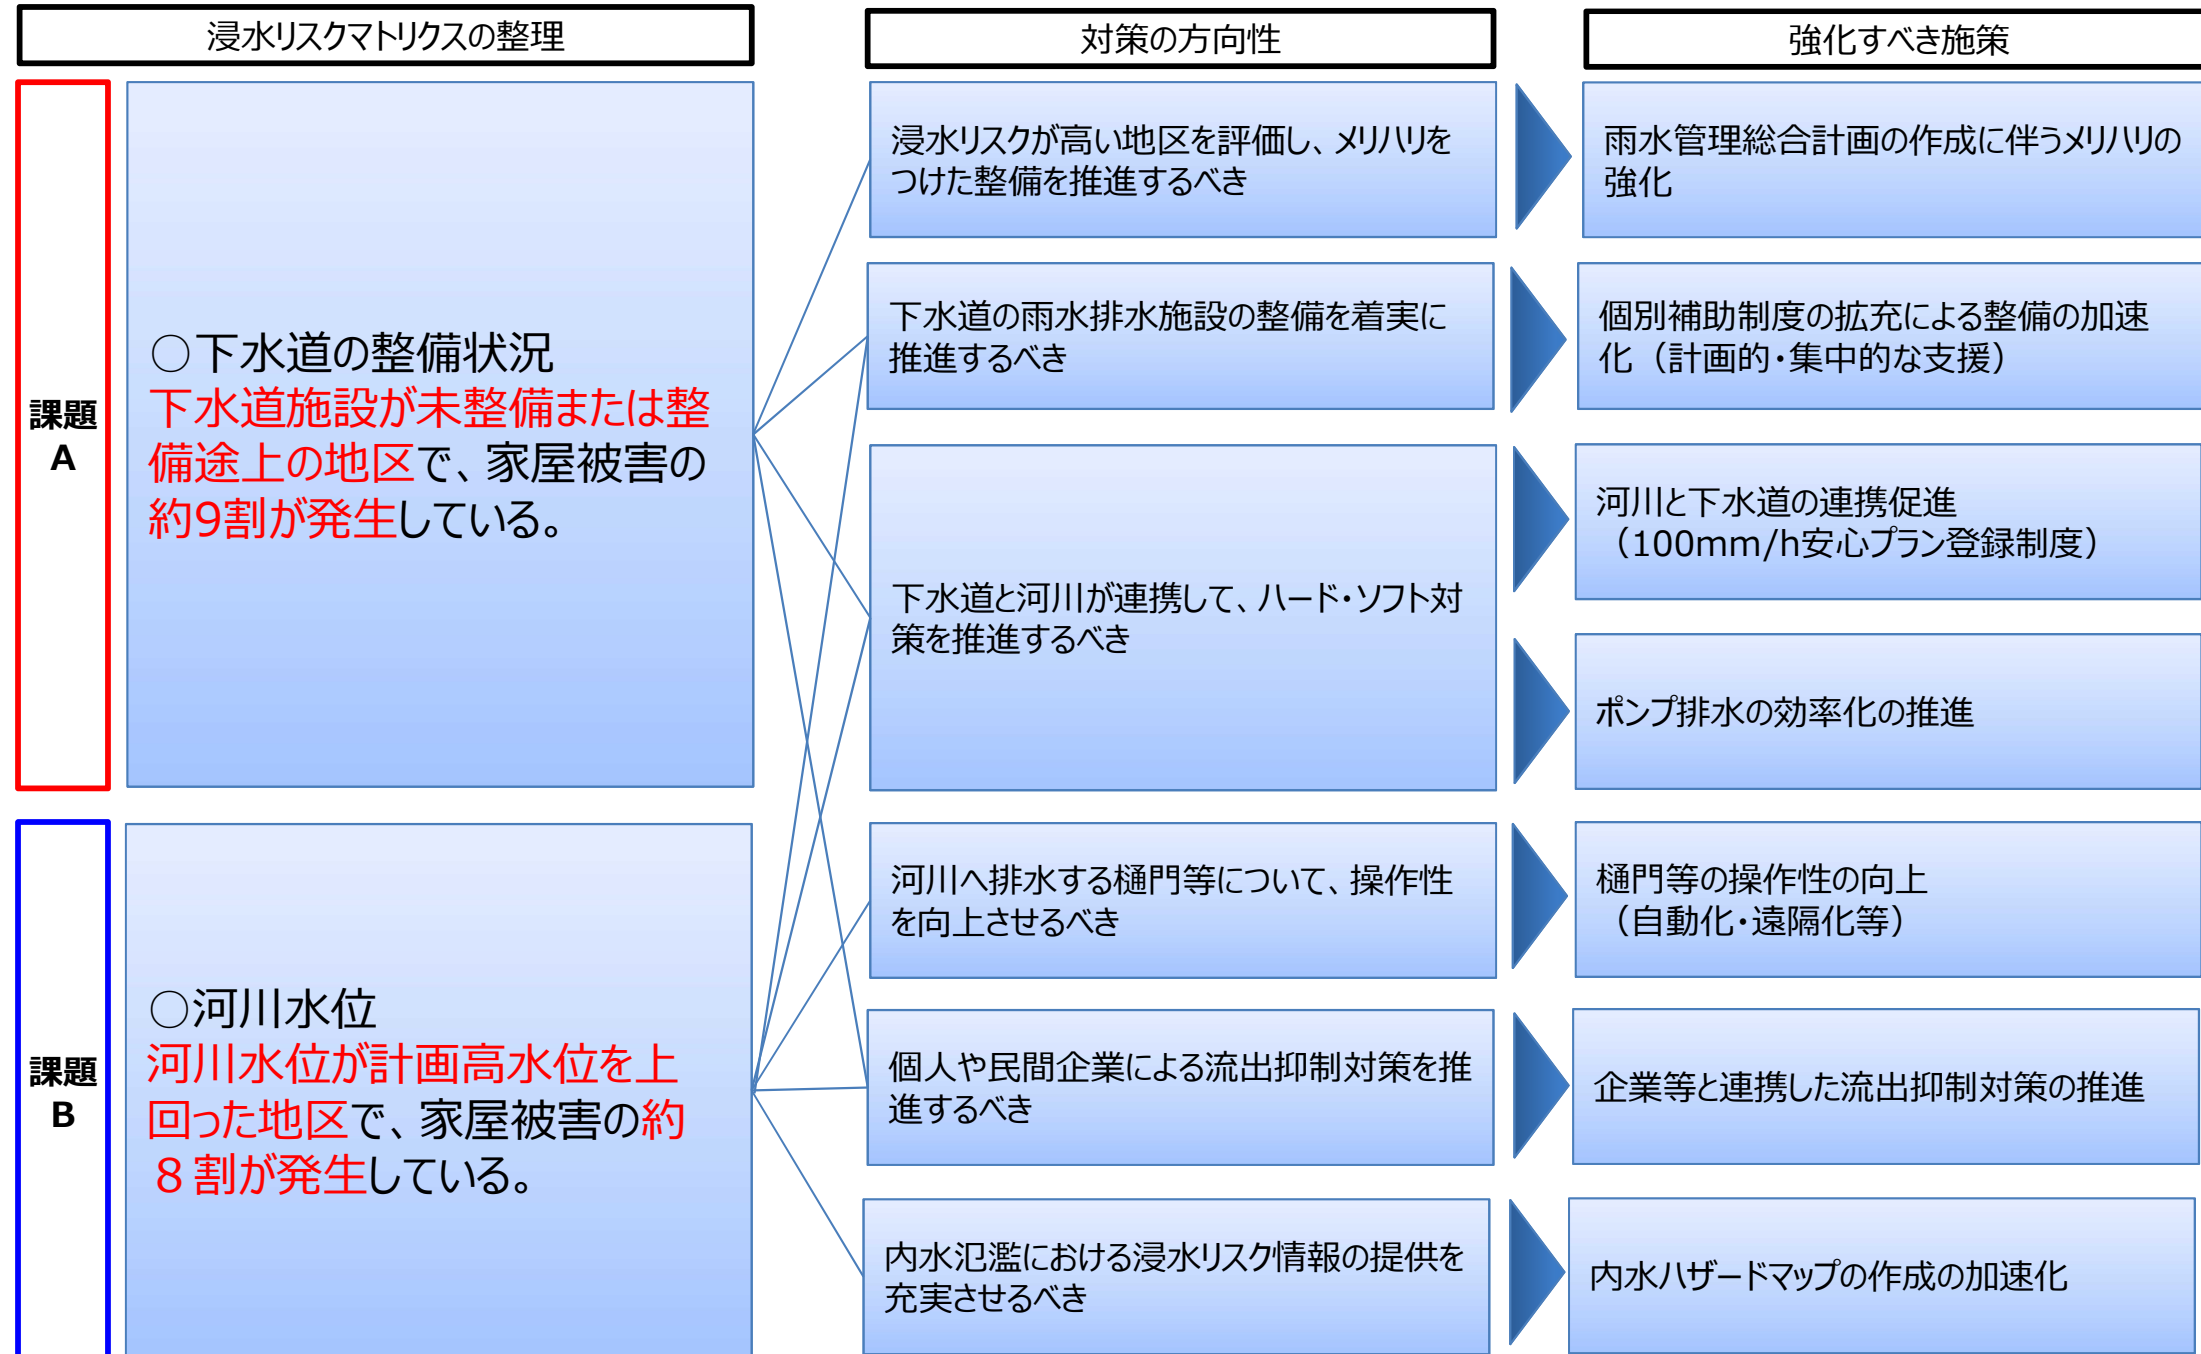 浸水リスクマトリクスの整理
対策の方向性
強化すべき施策
課題
A
○下水道の整備状況
下水道施設が未整備または整
備途上の地区で、家屋被害の
約9割が発生している。
浸水リスクが高い地区を評価し、メリハリを
つけた整備を推進するべき
雨水管理総合計画の作成に伴うメリハリの
強化
下水道の雨水排水施設の整備を着実に
推進するべき
個別補助制度の拡充による整備の加速
化（計画的・集中的な支援）
下水道と河川が連携して、ハード・ソフト対
策を推進するべき
河川と下水道の連携促進
（100mm/h安心プラン登録制度）
ポンプ排水の効率化の推進
課題
B
○河川水位
河川水位が計画高水位を上
回った地区で、家屋被害の約
８割が発生している。
河川へ排水する樋門等について、操作性
を向上させるべき
樋門等の操作性の向上
（自動化・遠隔化等）
個人や民間企業による流出抑制対策を推
進するべき
企業等と連携した流出抑制対策の推進
内水氾濫における浸水リスク情報の提供を
充実させるべき
内水ハザードマップの作成の加速化